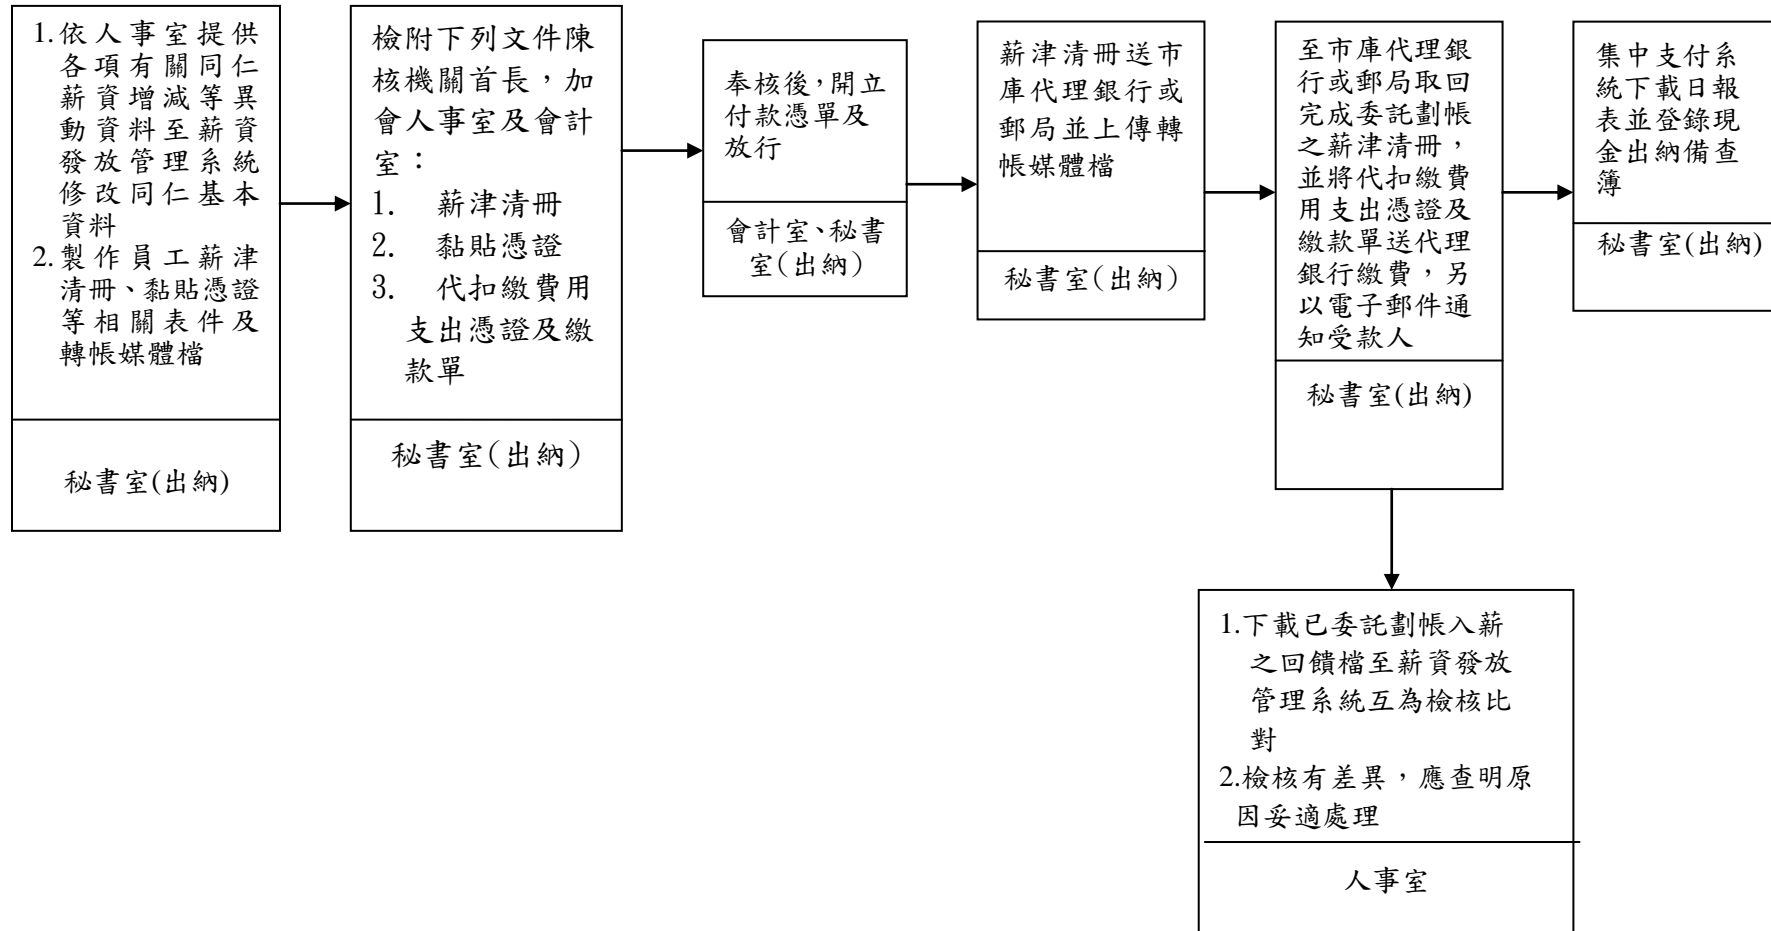 1.依人事室提供
各項有關同仁
薪資增減等異
動資料至薪資
發放管理系統
修改同仁基本
資料
2.製作員工薪津
清冊、黏貼憑證
等相關表件及
轉帳媒體檔
秘書室(出納)
檢附下列文件陳
核機關首長，加
會人事室及會計
室：
1. 薪津清冊
2. 黏貼憑證
3. 代扣繳費用
支出憑證及繳
款單
秘書室(出納)
奉核後，開立
付款憑單及
放行
會計室、秘書
室(出納)
薪津清冊送市
庫代理銀行或
郵局並上傳轉
帳媒體檔
秘書室(出納)
至市庫代理銀
行或郵局取回
完成委託劃帳
之薪津清冊，
並將代扣繳費
用支出憑證及
繳款單送代理
銀行繳費，另
以電子郵件通
知受款人
秘書室(出納)
集中支付系
統下載日報
表並登錄現
金出納備查
簿
秘書室(出納)
1.下載已委託劃帳入薪
之回饋檔至薪資發放
管理系統互為檢核比
對
2.檢核有差異，應查明原
因妥適處理
人事室